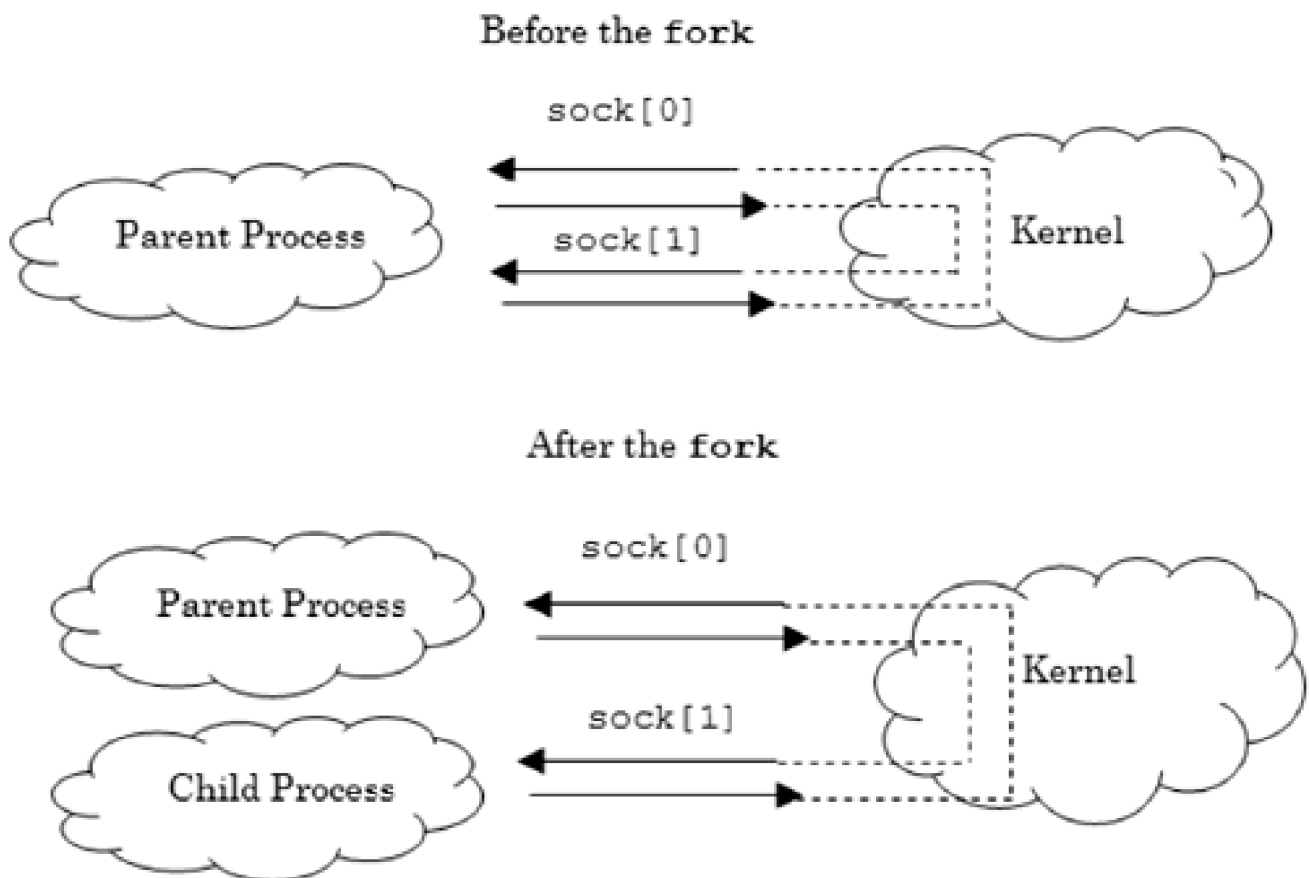 Before the fork
sock[0]
Parent Process
sock[1]
Kernel
After the fork
sock[0]
Parent Process
Kernel
sock[1]
Child Process